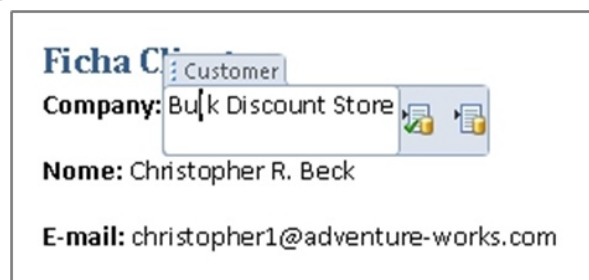 Ficha
Customer
Company: Bulk Discount Store
Nome: Christopher R. Beck
E-mail: christopher1@adventure-works.com